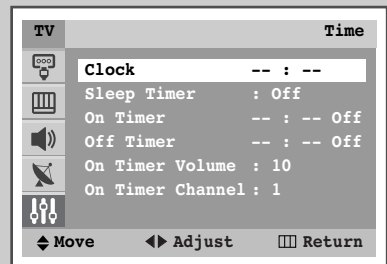 TV Time
Clock -- : --
Sleep Timer : Off
On Timer -- : -- Off
Off Timer -- : -- Off
On Timer Volume : 10
On Timer Channel : 1
Move Adjust Return